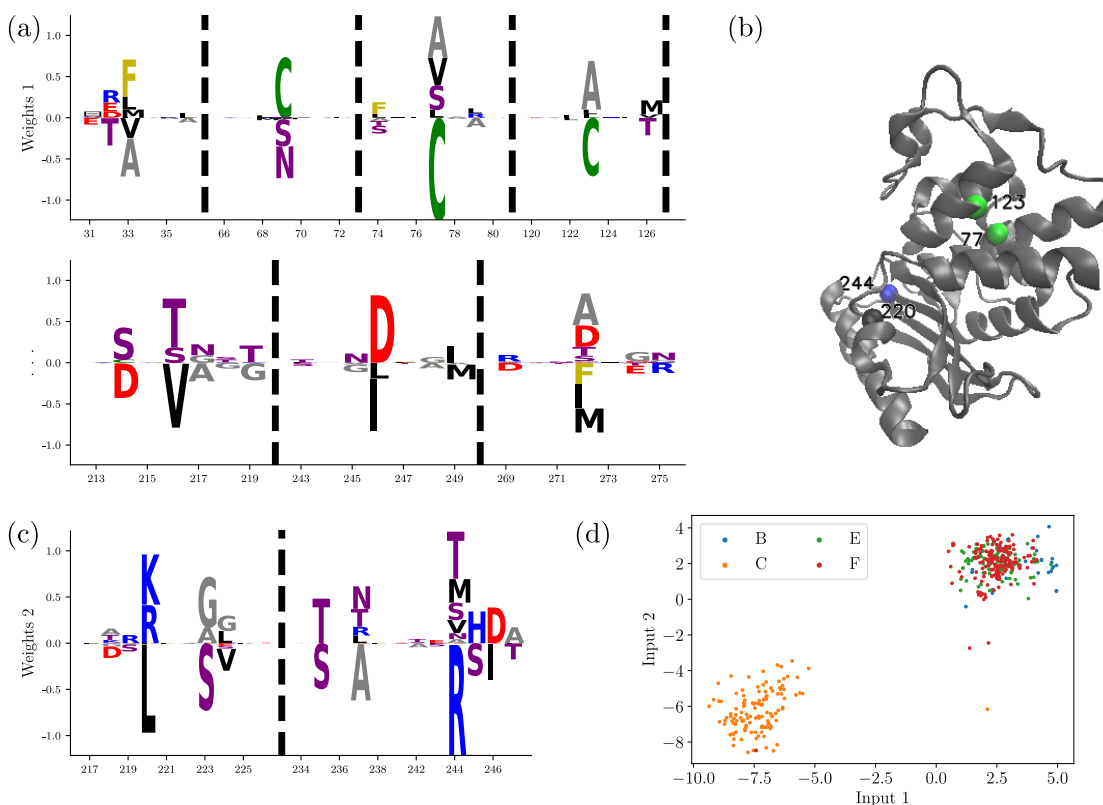 (a)
Weights 1
1.0
0.5
0.0
-0.5
-1.0
R E D T F L M V A
C S N
F T S A V S L C R A
A L C M V T
31 33 35 66 68 70 72 74 76 78 80 120 122 124 126
(b)
123
77
244
220
. . .
1.0
0.5
0.0
-0.5
-1.0
S D T S V N G A T G
N G D L I G A L M
R D A D T S F I M G E N R
213 215 217 219 243 245 247 249 269 271 273 275
(c)
Weights 2
1.0
0.5
0.0
-0.5
-1.0
A T D R S K R L G A S G L V
T S N T R L A T M S V N A R H S D I A T
217 219 221 223 225 234 236 238 242 244 246
(d)
B E
C F
Input 2
4
2
0
−2
−4
−6
−8
−10.0 −7.5 −5.0 −2.5 0.0 2.5 5.0
Input 1